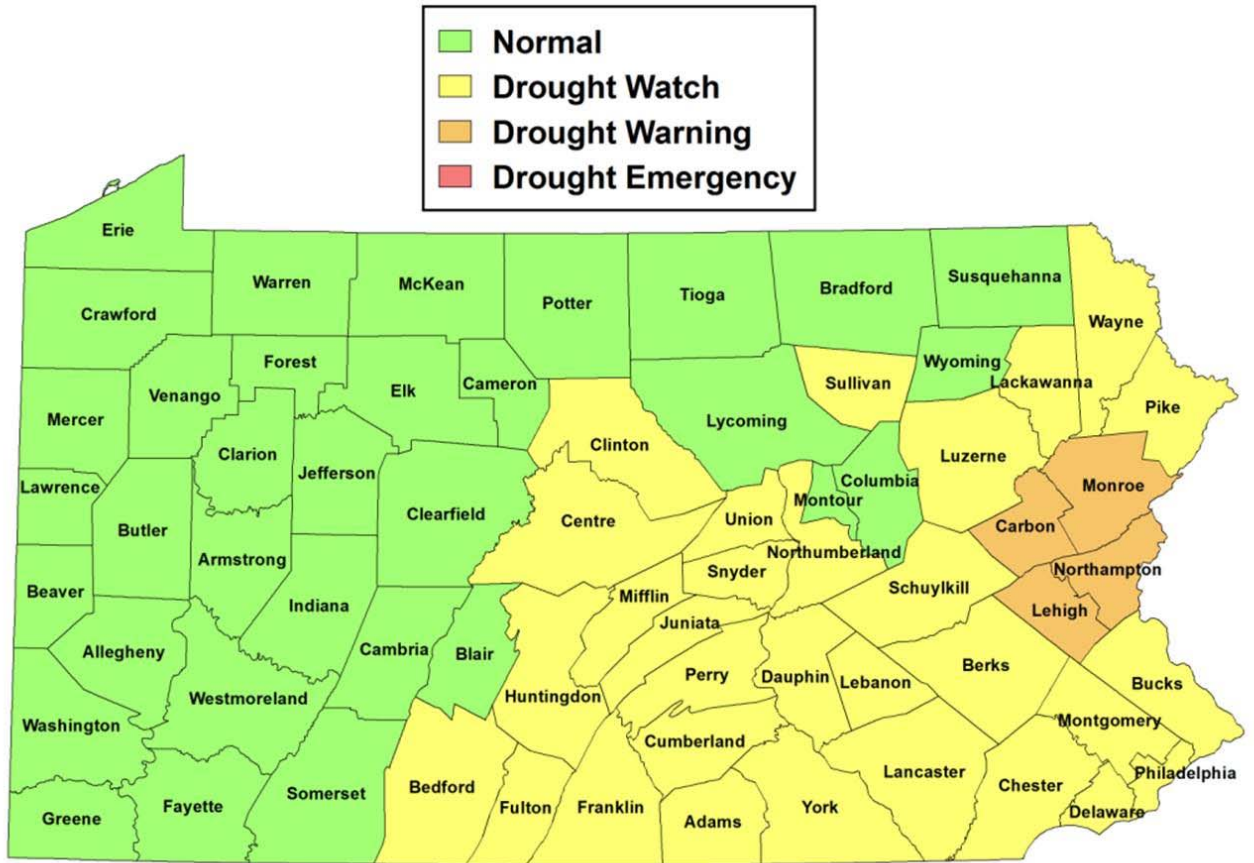 Normal
Drought Watch
Drought Warning
Drought Emergency
Erie
Warren
McKean
Potter
Tioga
Bradford
Susquehanna
Crawford
Wayne
Forest
Wyoming
Venango
Elk
Cameron
Sullivan
Lackawanna
Mercer
Lycoming
Pike
Clarion
Clinton
Luzerne
Jefferson
Columbia
Lawrence
Montour
Monroe
Butler
Clearfield
Centre
Union
Carbon
Armstrong
Northumberland
Snyder
Northampton
Beaver
Indiana
Mifflin
Schuylkill
Lehigh
Juniata
Allegheny
Cambria
Blair
Berks
Perry
Dauphin
Lebanon
Bucks
Westmoreland
Huntingdon
Washington
Montgomery
Cumberland
Philadelphia
Lancaster
Bedford
Chester
Somerset
Fayette
Fulton
Franklin
York
Delaware
Greene
Adams